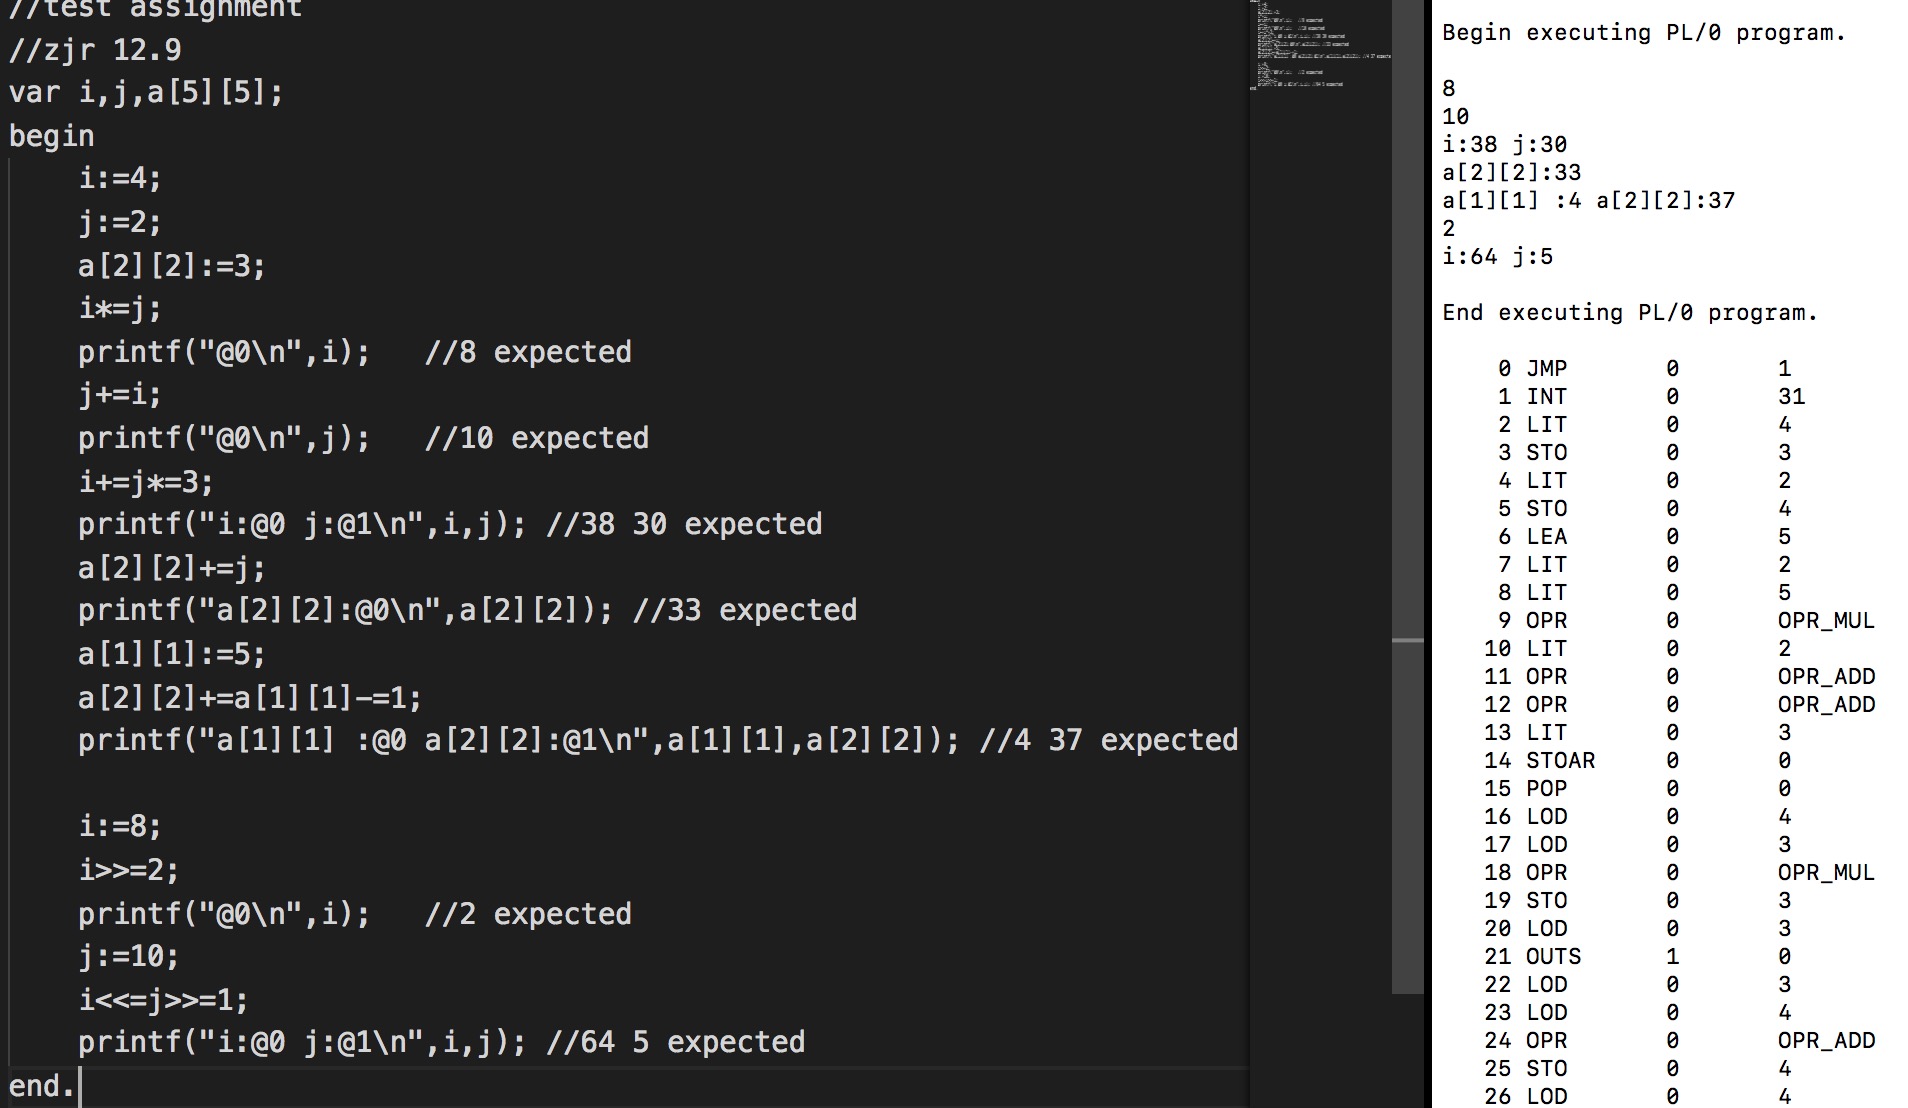 //test assignment
//zjr 12.9
var i,j,a[5][5];
begin
    i:=4;
    j:=2;
    a[2][2]:=3;
    i*=j;
    printf("@0\n",i);   //8 expected
    j+=i;
    printf("@0\n",j);   //10 expected
    i+=j*=3;
    printf("i:@0 j:@1\n",i,j); //38 30 expected
    a[2][2]+=j;
    printf("a[2][2]:@0\n",a[2][2]); //33 expected
    a[1][1]:=5;
    a[2][2]+=a[1][1]-=1;
    printf("a[1][1] :@0 a[2][2]:@1\n",a[1][1],a[2][2]); //4 37 expected
    i:=8;
    i>>=2;
    printf("@0\n",i);   //2 expected
    j:=10;
    i<<=j>>=1;
    printf("i:@0 j:@1\n",i,j); //64 5 expected
end.
Begin executing PL/0 program.
8
10
i:38 j:30
a[2][2]:33
a[1][1] :4 a[2][2]:37
2
i:64 j:5
End executing PL/0 program.
0 JMP 0 1
1 INT 0 31
2 LIT 0 4
3 STO 0 3
4 LIT 0 2
5 STO 0 4
6 LEA 0 5
7 LIT 0 2
8 LIT 0 5
9 OPR 0 OPR_MUL
10 LIT 0 2
11 OPR 0 OPR_ADD
12 OPR 0 OPR_ADD
13 LIT 0 3
14 STOAR 0 0
15 POP 0 0
16 LOD 0 4
17 LOD 0 3
18 OPR 0 OPR_MUL
19 STO 0 3
20 LOD 0 3
21 OUTS 1 0
22 LOD 0 3
23 LOD 0 4
24 OPR 0 OPR_ADD
25 STO 0 4
26 LOD 0 4